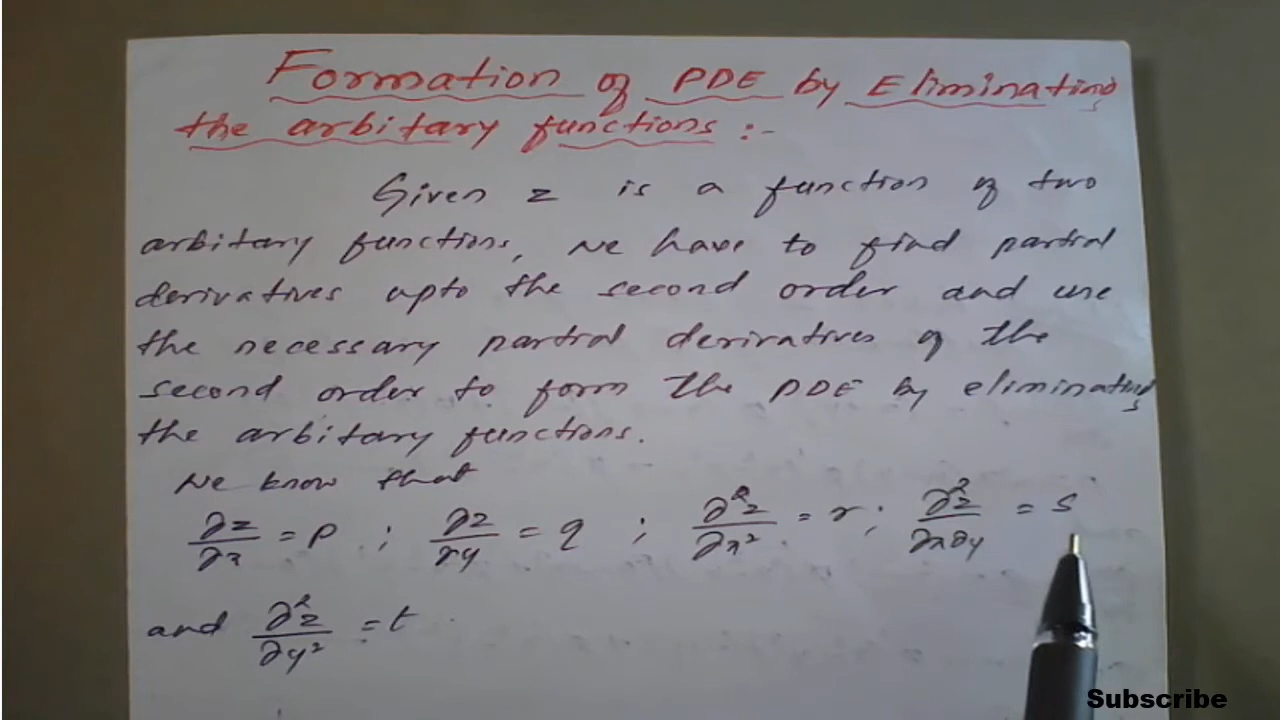 Formation of PDE by Eliminating
the arbitary functions :-
Given z is a function of two
arbitary functions, we have to find partial
derivatives upto the second order and use
the necessary partial derivatives of the
second order to form the PDE by eliminating
the arbitary functions.
We know that
∂z/∂x = p ; ∂z/∂y = q ; ∂²z/∂x² = r ; ∂²z/∂x∂y = s
and ∂²z/∂y² = t
Subscribe